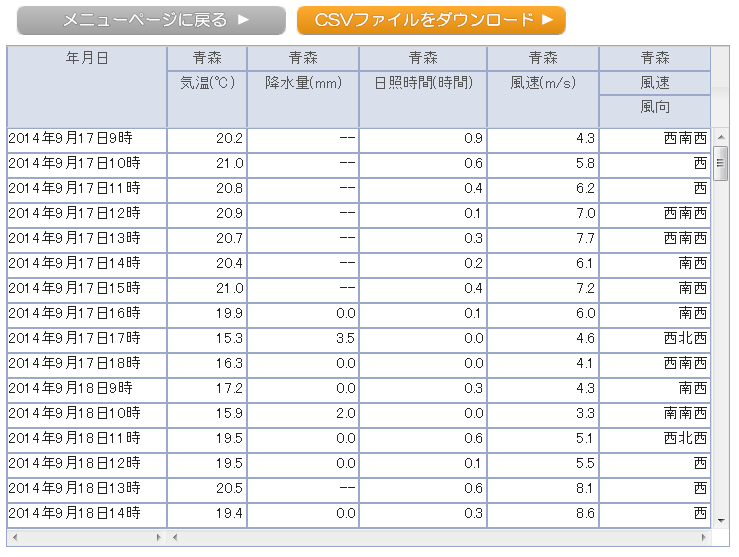 メニューページに戻る ▶ CSVファイルをダウンロード ▶
年月日 青森 青森 青森 青森 青森
気温(℃) 降水量(mm) 日照時間(時間) 風速(m/s) 風速
風向
2014年9月17日9時 20.2 -- 0.9 4.3 西南西
2014年9月17日10時 21.0 -- 0.6 5.8 西
2014年9月17日11時 20.8 -- 0.4 6.2 西
2014年9月17日12時 20.9 -- 0.1 7.0 西南西
2014年9月17日13時 20.7 -- 0.3 7.7 西南西
2014年9月17日14時 20.4 -- 0.2 6.1 南西
2014年9月17日15時 21.0 -- 0.4 7.2 南西
2014年9月17日16時 19.9 0.0 0.1 6.0 南西
2014年9月17日17時 15.3 3.5 0.0 4.6 西北西
2014年9月17日18時 16.3 0.0 0.0 4.1 西南西
2014年9月18日9時 17.2 0.0 0.3 4.3 南西
2014年9月18日10時 15.9 2.0 0.0 3.3 南南西
2014年9月18日11時 19.5 0.0 0.6 5.1 西北西
2014年9月18日12時 19.5 0.0 0.1 5.5 西
2014年9月18日13時 20.5 -- 0.6 8.1 西
2014年9月18日14時 19.4 0.0 0.3 8.6 西